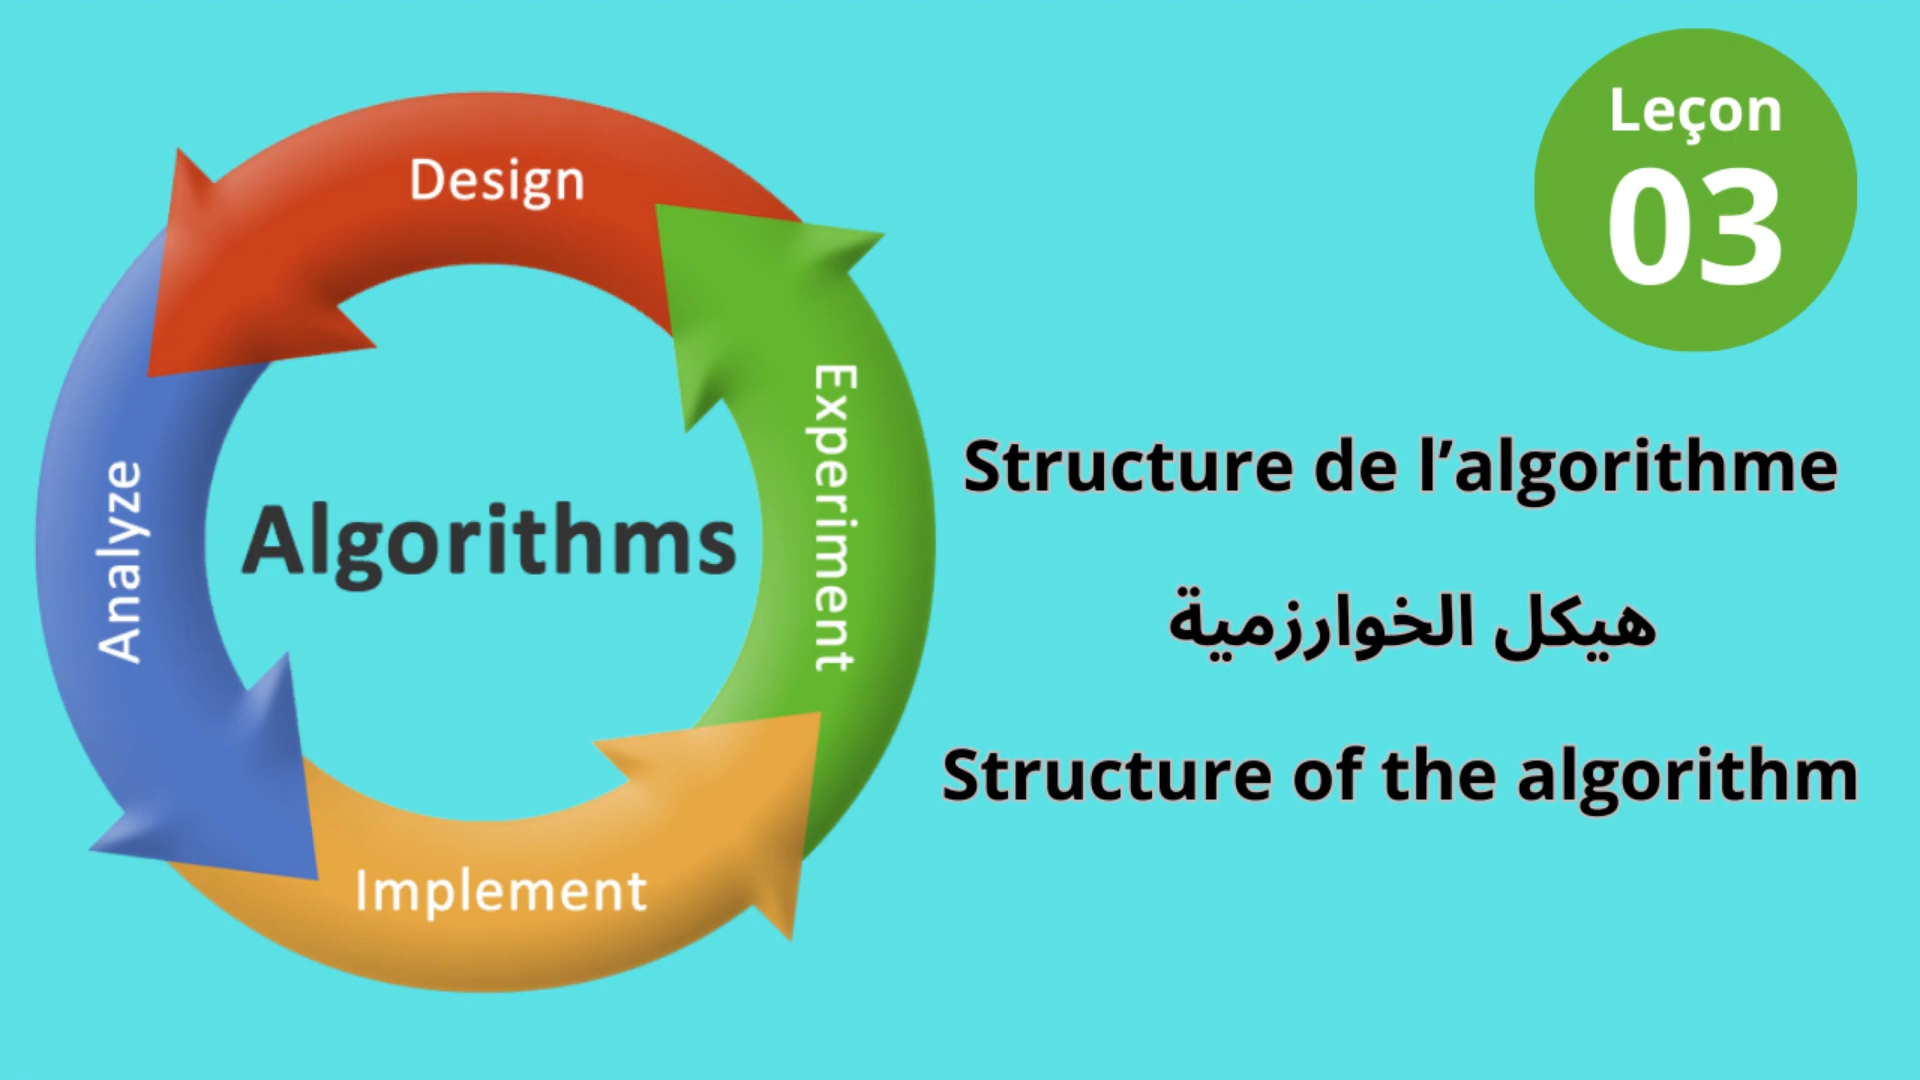 Leçon
03
Design
Analyze
Algorithms
Experiment
Implement
Structure de l’algorithme
هيكل الخوارزمية
Structure of the algorithm